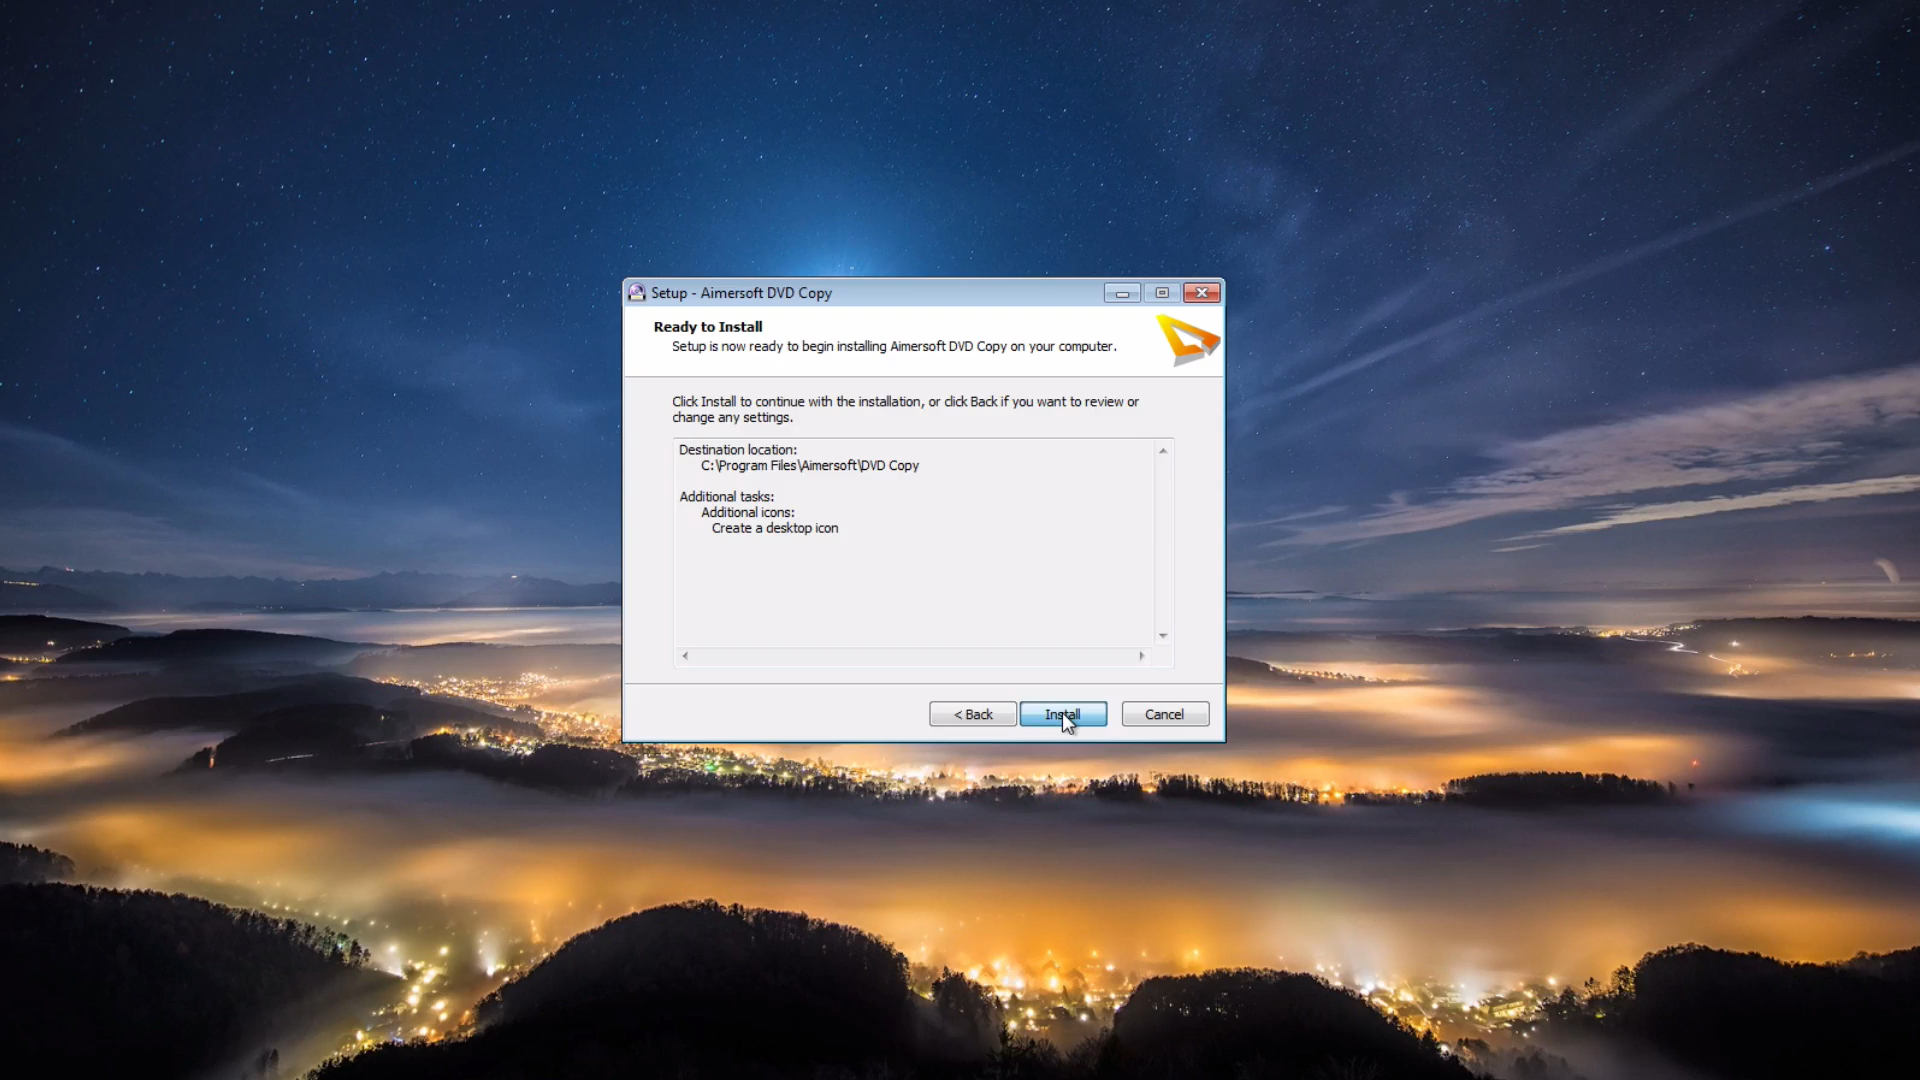 Setup - Aimersoft DVD Copy
Ready to Install
Setup is now ready to begin installing Aimersoft DVD Copy on your computer.
Click Install to continue with the installation, or click Back if you want to review or
change any settings.
Destination location:
C:\Program Files\Aimersoft\DVD Copy
Additional tasks:
Additional icons:
Create a desktop icon
< Back
Install
Cancel